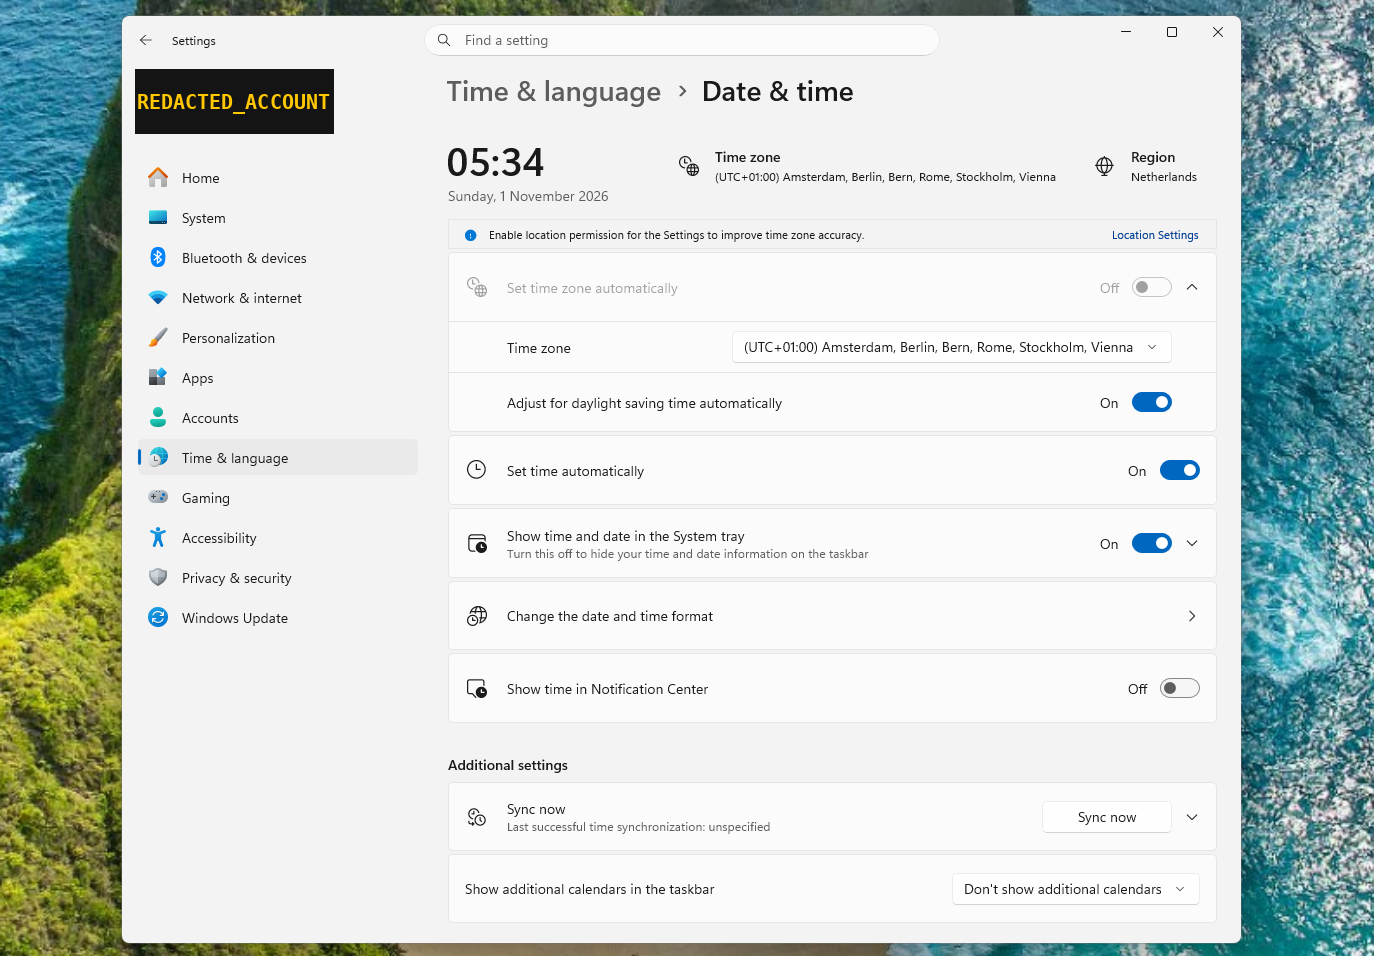 Settings
Find a setting
REDACTED_ACCOUNT
Home
System
Bluetooth & devices
Network & internet
Personalization
Apps
Accounts
Time & language
Gaming
Accessibility
Privacy & security
Windows Update
Time & language > Date & time
05:34
Sunday, 1 November 2026
Time zone
(UTC+01:00) Amsterdam, Berlin, Bern, Rome, Stockholm, Vienna
Region
Netherlands
Enable location permission for the Settings to improve time zone accuracy.
Location Settings
Set time zone automatically
Off
Time zone
(UTC+01:00) Amsterdam, Berlin, Bern, Rome, Stockholm, Vienna
Adjust for daylight saving time automatically
On
Set time automatically
On
Show time and date in the System tray
Turn this off to hide your time and date information on the taskbar
On
Change the date and time format
Show time in Notification Center
Off
Additional settings
Sync now
Last successful time synchronization: unspecified
Sync now
Show additional calendars in the taskbar
Don't show additional calendars